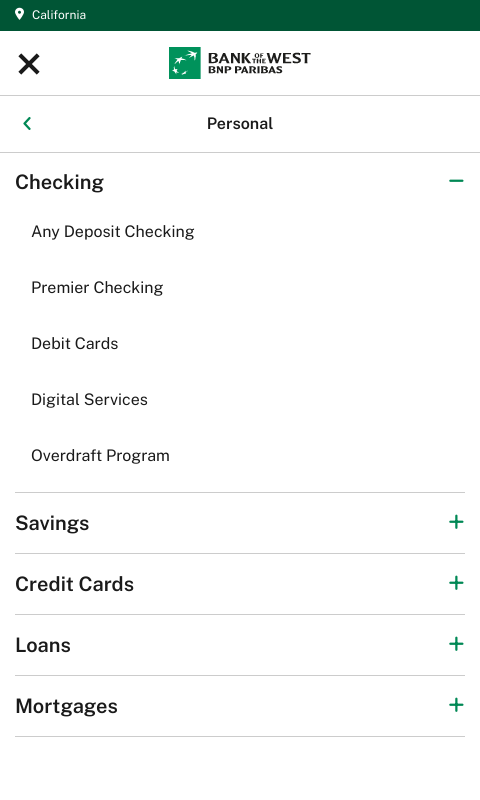 California
BANK OF THE WEST
BNP PARIBAS
Personal
Checking
Any Deposit Checking
Premier Checking
Debit Cards
Digital Services
Overdraft Program
Savings
Credit Cards
Loans
Mortgages